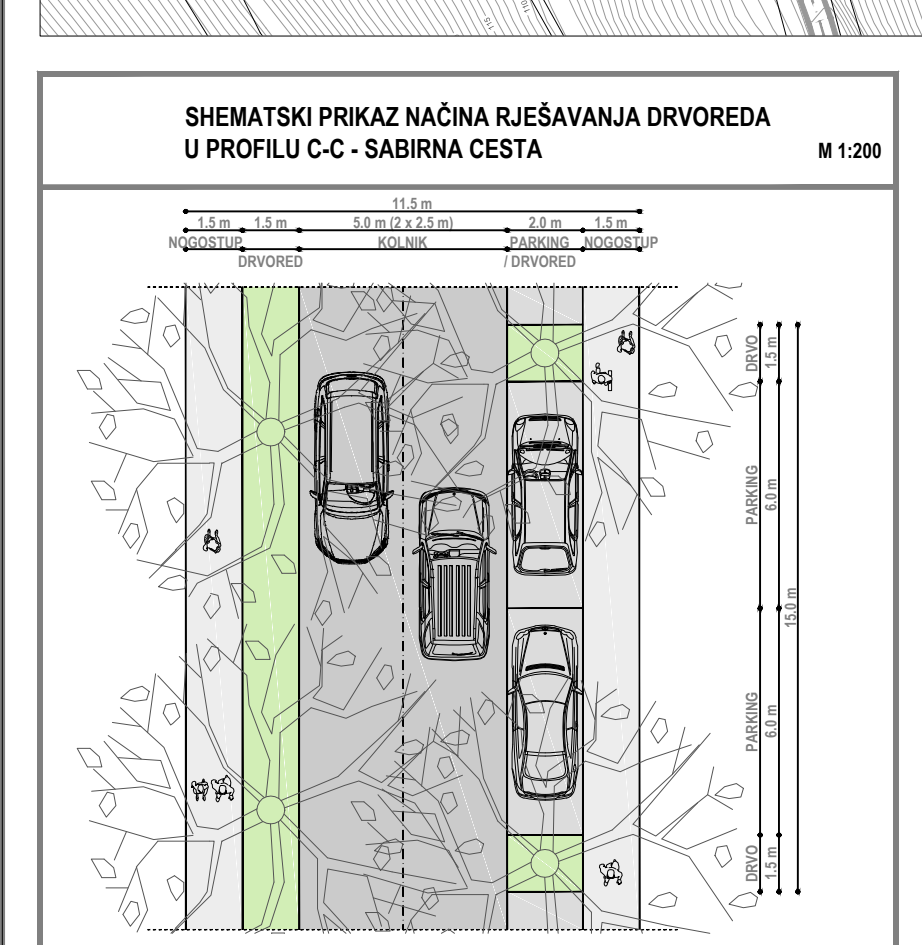 115
110
SHEMATSKI PRIKAZ NAČINA RJEŠAVANJA DRVOREDA
U PROFILU C-C - SABIRNA CESTA
M 1:200
11.5 m
1.5 m 1.5 m 5.0 m (2 x 2.5 m) 2.0 m 1.5 m
NOGOSTUP KOLNIK PARKING NOGOSTUP
DRVORED / DRVORED
DRVO
1.5 m
PARKING
6.0 m
15.0 m
PARKING
6.0 m
DRVO
1.5 m